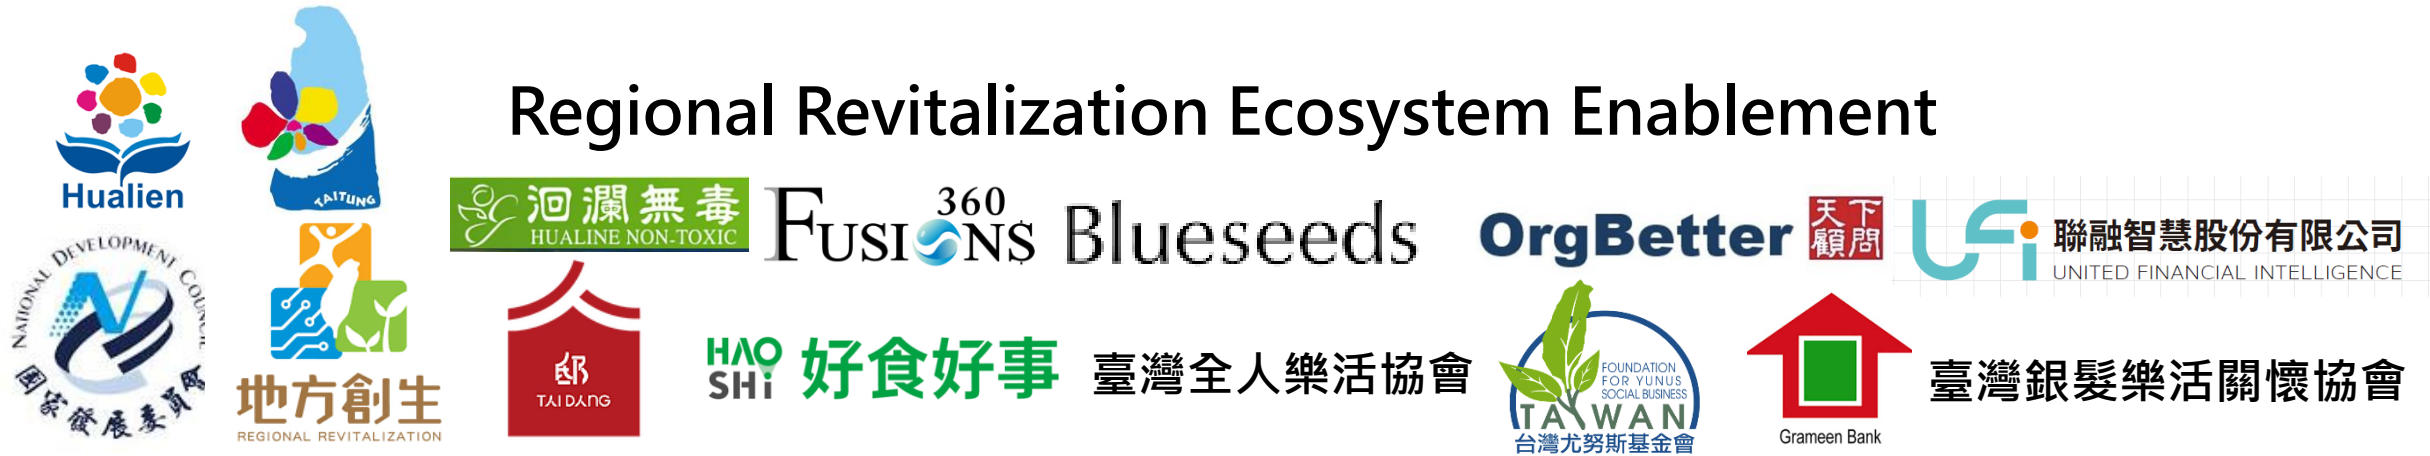 Regional Revitalization Ecosystem Enablement
Hualien
TAITUNG
NATIONAL DEVELOPMENT COUNCIL
國家發展委員會
地方創生
REGIONAL REVITALIZATION
洄瀾無毒
HUALINE NON-TOXIC
360
FUSIONS
Blueseeds
OrgBetter
天下
顧問
UFi
聯融智慧股份有限公司
UNITED FINANCIAL INTELLIGENCE
邸
TAIDANG
HAO
SHi
好食好事
臺灣全人樂活協會
FOUNDATION
FOR YUNUS
SOCIAL BUSINESS
TAIWAN
台灣尤努斯基金會
Grameen Bank
臺灣銀髮樂活關懷協會